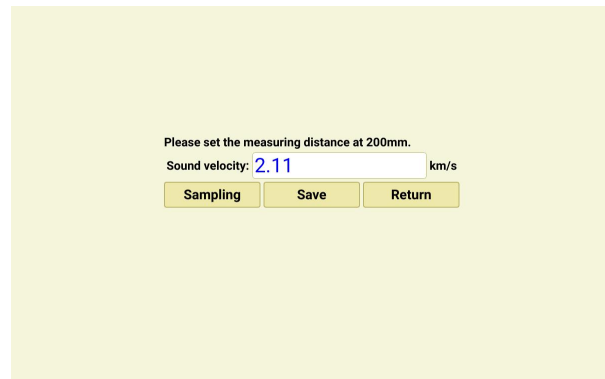 Please set the measuring distance at 200mm.
Sound velocity: 2.11 km/s
Sampling Save Return